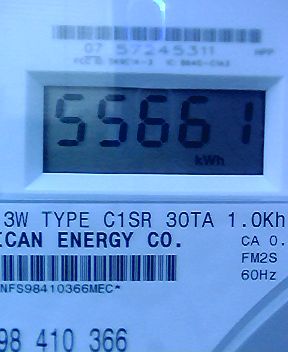 07 57245311
55661
kWh
3W TYPE C1SR 30TA 1.0Kh
ICAN ENERGY CO.
CA 0.
FM2S
60Hz
NFS98410366MEC*
98 410 366